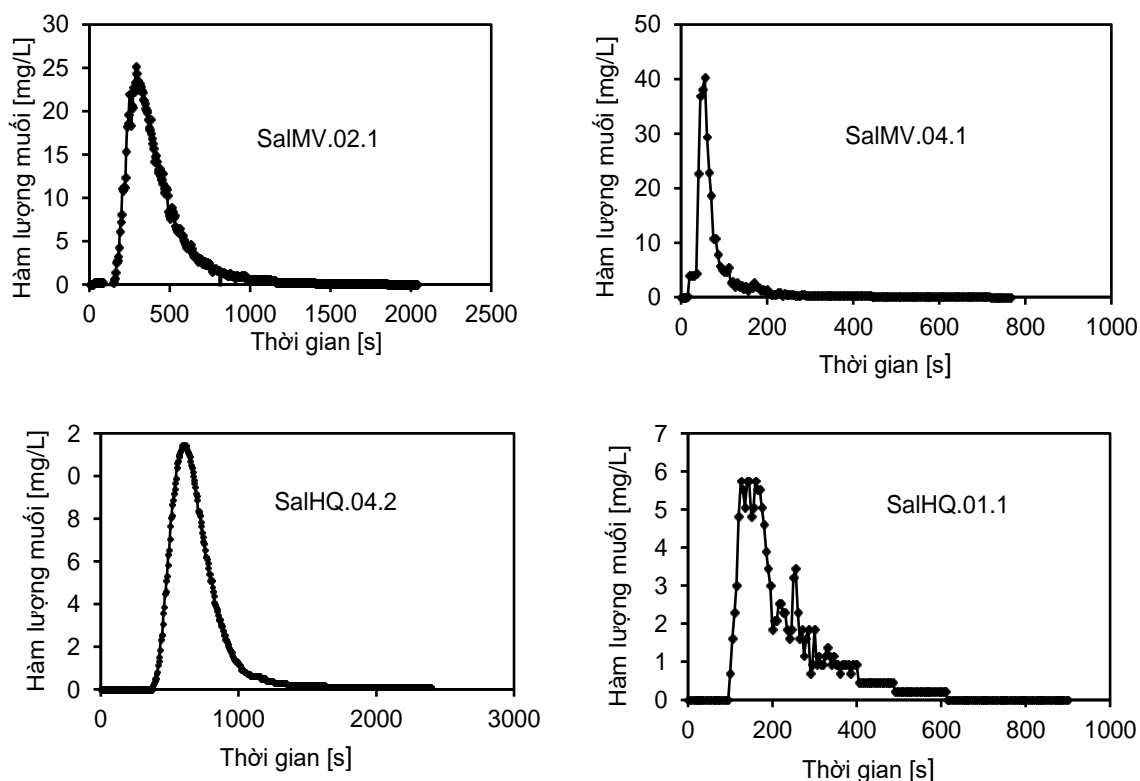 Hàm lượng muối [mg/L]
30
25
20
15
10
5
0
SalMV.02.1
0 500 1000 1500 2000 2500
Thời gian [s]
Hàm lượng muối [mg/L]
50
40
30
20
10
0
SalMV.04.1
0 200 400 600 800 1000
Thời gian [s]
Hàm lượng muối [mg/L]
2
0
8
6
4
2
0
SalHQ.04.2
0 1000 2000 3000
Thời gian [s]
Hàm lượng muối [mg/L]
7
6
5
4
3
2
1
0
SalHQ.01.1
0 200 400 600 800 1000
Thời gian [s]